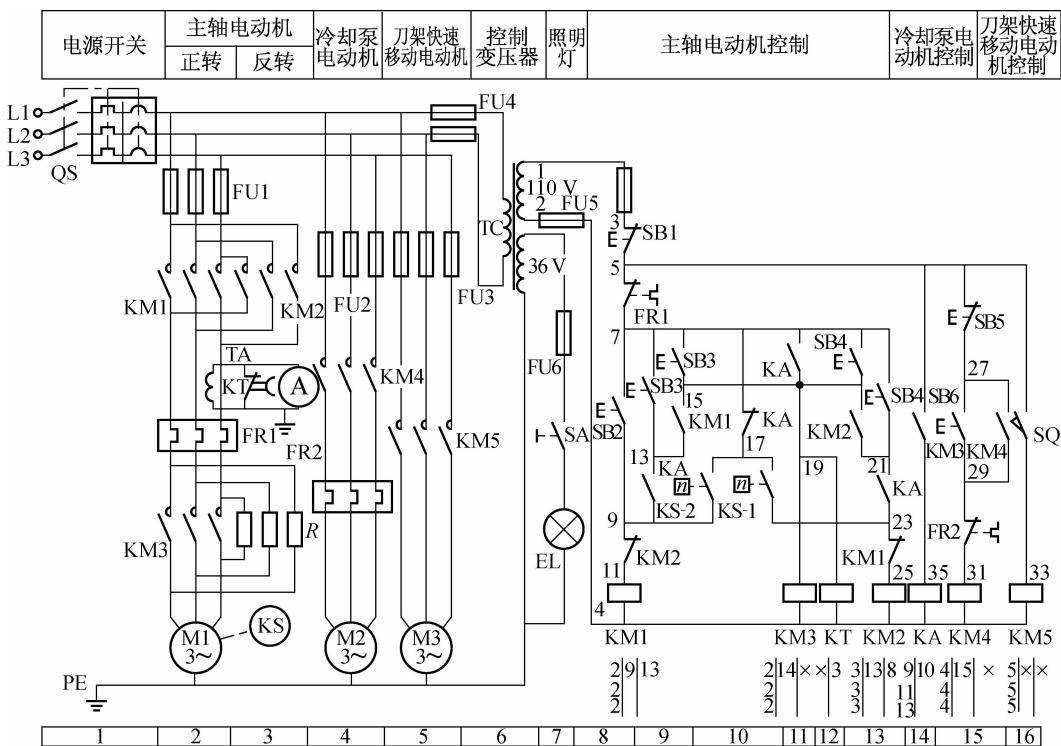 电源开关
主轴电动机
正转
反转
冷却泵
电动机
刀架快速
移动电动机
控制
变压器
照明
灯
主轴电动机控制
冷却泵电
动机控制
刀架快速
移动电动
机控制
L1
L2
L3
QS
FU4
FU1
1
110 V
2
FU5
3
SB1
TC
36 V
5
KM1
KM2
FU2
FU3
FR1
7
SB5
TA
KT
A
FU6
SB3
SB3
KA
SB4
SB4
27
KM4
15
SB2
KM1
KA
KM2
SB6
KM3
KM4
SQ
FR1
FR2
KM5
SA
13
KA
17
19
21
KA
29
n
KS-2
n
KS-1
9
23
FR2
KM3
R
EL
KM2
KM1
11
25
35
31
33
4
M1
3～
KS
M2
3～
M3
3～
KM1
KM3
KT
KM2
KA
KM4
KM5
PE
2 9 13
2
2
2 14 ×
2
2
× 3
3 13 8
3
3
9 10
11
13
4 15 ×
4
4
5 × ×
5
5
1 2 3 4 5 6 7 8 9 10 11 12 13 14 15 16